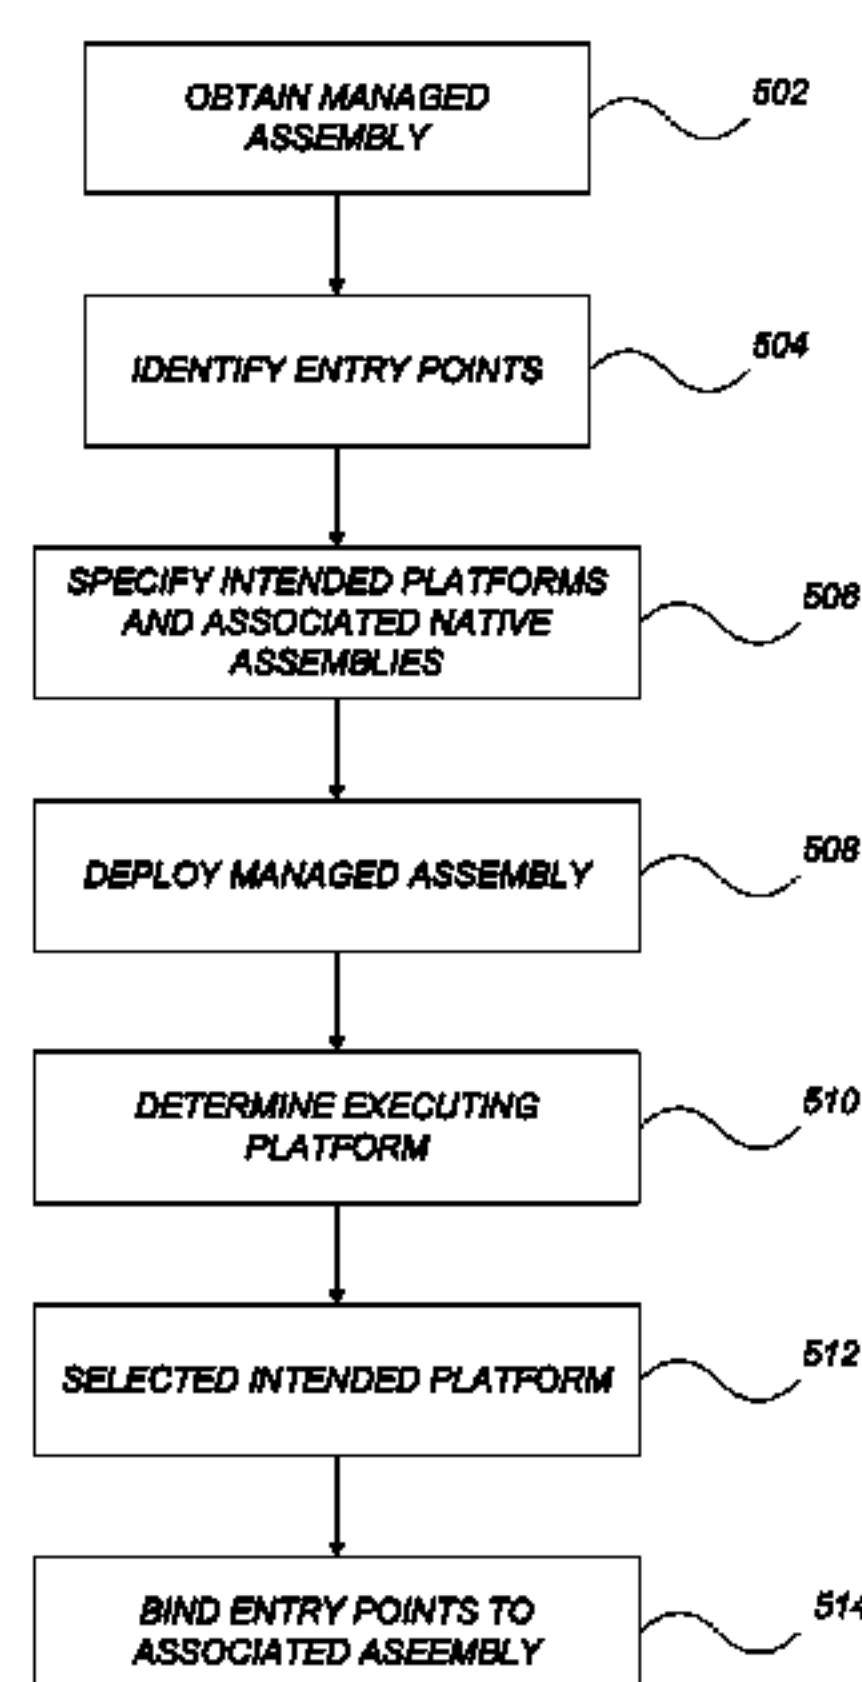 OBTAIN MANAGED
ASSEMBLY
502
IDENTIFY ENTRY POINTS
504
SPECIFY INTENDED PLATFORMS
AND ASSOCIATED NATIVE
ASSEMBLIES
506
DEPLOY MANAGED ASSEMBLY
508
DETERMINE EXECUTING
PLATFORM
510
SELECTED INTENDED PLATFORM
512
BIND ENTRY POINTS TO
ASSOCIATED ASEEMBLY
514